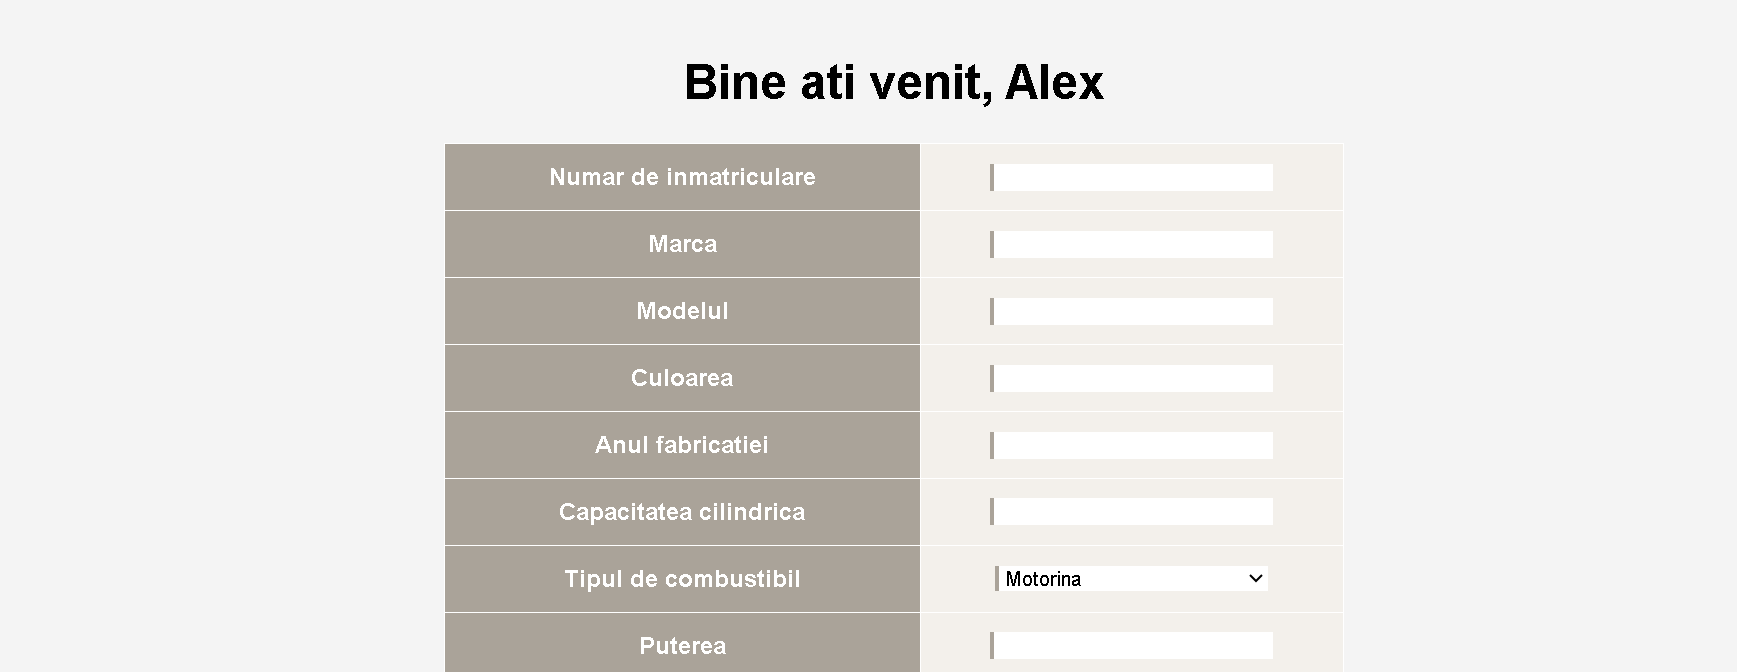 Bine ati venit, Alex
Numar de inmatriculare
Marca
Modelul
Culoarea
Anul fabricatiei
Capacitatea cilindrica
Tipul de combustibil
Motorina
Puterea